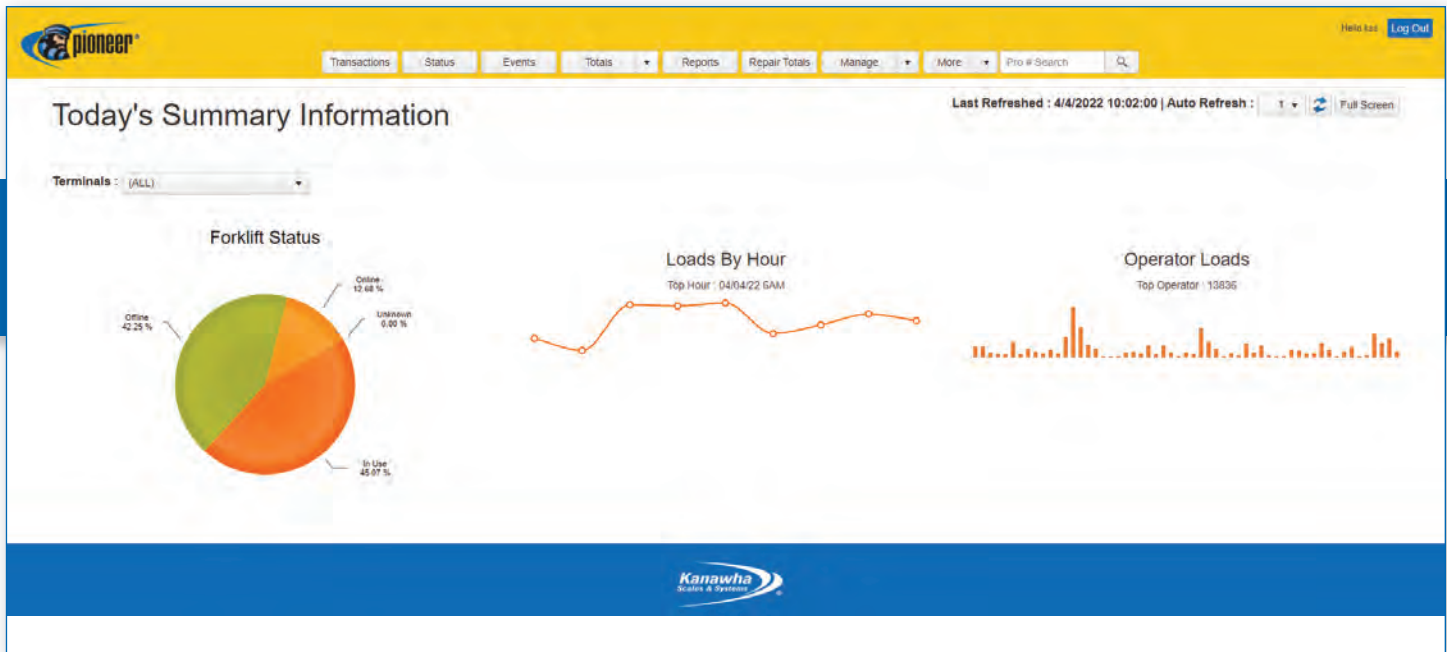 pioneer®
Hello kss Log Out
Transactions Status Events Totals Reports Repair Totals Manage More Pro # Search
Today's Summary Information
Last Refreshed : 4/4/2022 10:02:00 | Auto Refresh : 1 Full Screen
Terminals : (ALL)
Forklift Status
Online
12.68 %
Unknown
0.00 %
Offline
42.25 %
In Use
45.07 %
Loads By Hour
Top Hour : 04/04/22 6AM
Operator Loads
Top Operator : 13836
Kanawha
Scales & Systems